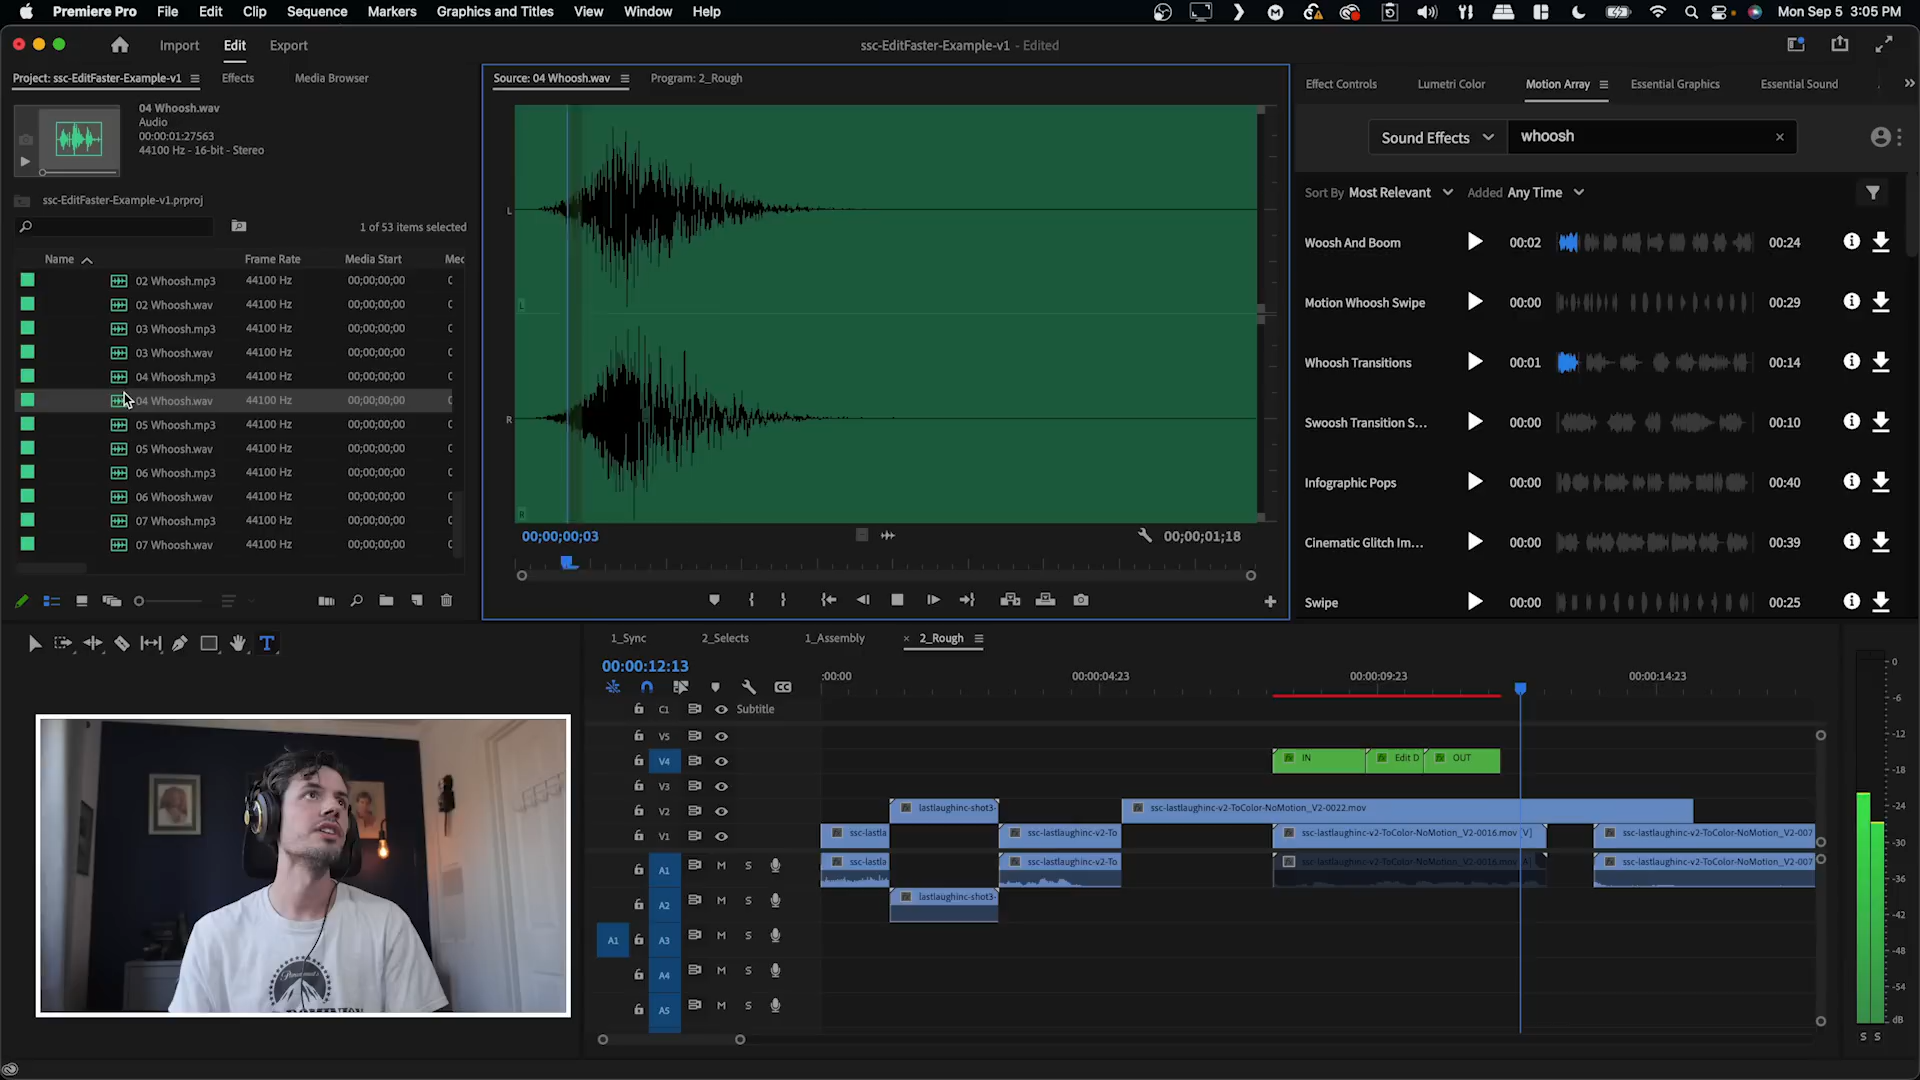 Premiere Pro File Edit Clip Sequence Markers Graphics and Titles View Window Help Mon Sep 5 3:05 PM
Import Edit Export ssc-EditFaster-Example-v1 - Edited
Project: ssc-EditFaster-Example-v1 Effects Media Browser
04 Whoosh.wav
Audio
00:00:01:27563
44100 Hz - 16-bit - Stereo
ssc-EditFaster-Example-v1.prproj
1 of 53 items selected
Name Frame Rate Media Start
02 Whoosh.mp3 44100 Hz 00;00;00;00
02 Whoosh.wav 44100 Hz 00;00;00;00
03 Whoosh.mp3 44100 Hz 00;00;00;00
03 Whoosh.wav 44100 Hz 00;00;00;00
04 Whoosh.mp3 44100 Hz 00;00;00;00
04 Whoosh.wav 44100 Hz 00;00;00;00
05 Whoosh.mp3 44100 Hz 00;00;00;00
05 Whoosh.wav 44100 Hz 00;00;00;00
06 Whoosh.mp3 44100 Hz 00;00;00;00
06 Whoosh.wav 44100 Hz 00;00;00;00
07 Whoosh.mp3 44100 Hz 00;00;00;00
07 Whoosh.wav 44100 Hz 00;00;00;00
Source: 04 Whoosh.wav Program: 2_Rough
L
L
R
R
00;00;00;03 00;00;01;18
Effect Controls Lumetri Color Motion Array Essential Graphics Essential Sound
Sound Effects whoosh
Sort By Most Relevant Added Any Time
Woosh And Boom 00:02 00:24
Motion Whoosh Swipe 00:00 00:29
Whoosh Transitions 00:01 00:14
Swoosh Transition S... 00:00 00:10
Infographic Pops 00:00 00:40
Cinematic Glitch Im... 00:00 00:39
Swipe 00:00 00:25
1_Sync 2_Selects 1_Assembly 2_Rough
00:00:12:13
:00:00 00:00:04:23 00:00:09:23 00:00:14:23
C1 Subtitle
V5
V4 IN Edit D OUT
V3
V2 lastlaughinc-shot3- ssc-lastlaughinc-v2-ToColor-NoMotion_V2-0022.mov
V1 ssc-lastla ssc-lastlaughinc-v2-To ssc-lastlaughinc-v2-ToColor-NoMotion_V2-0016.mov [V] ssc-lastlaughinc-v2-ToColor-NoMotion_V2-007
A1 M S ssc-lastla ssc-lastlaughinc-v2-To ssc-lastlaughinc-v2-ToColor-NoMotion_V2-0016.mov ssc-lastlaughinc-v2-ToColor-NoMotion_V2-007
A2 M S lastlaughinc-shot3-
A1 A3 M S
A4 M S
A5 M S
0
-6
-12
-18
-24
-30
-36
-42
-48
-54
dB
S S
Paramount